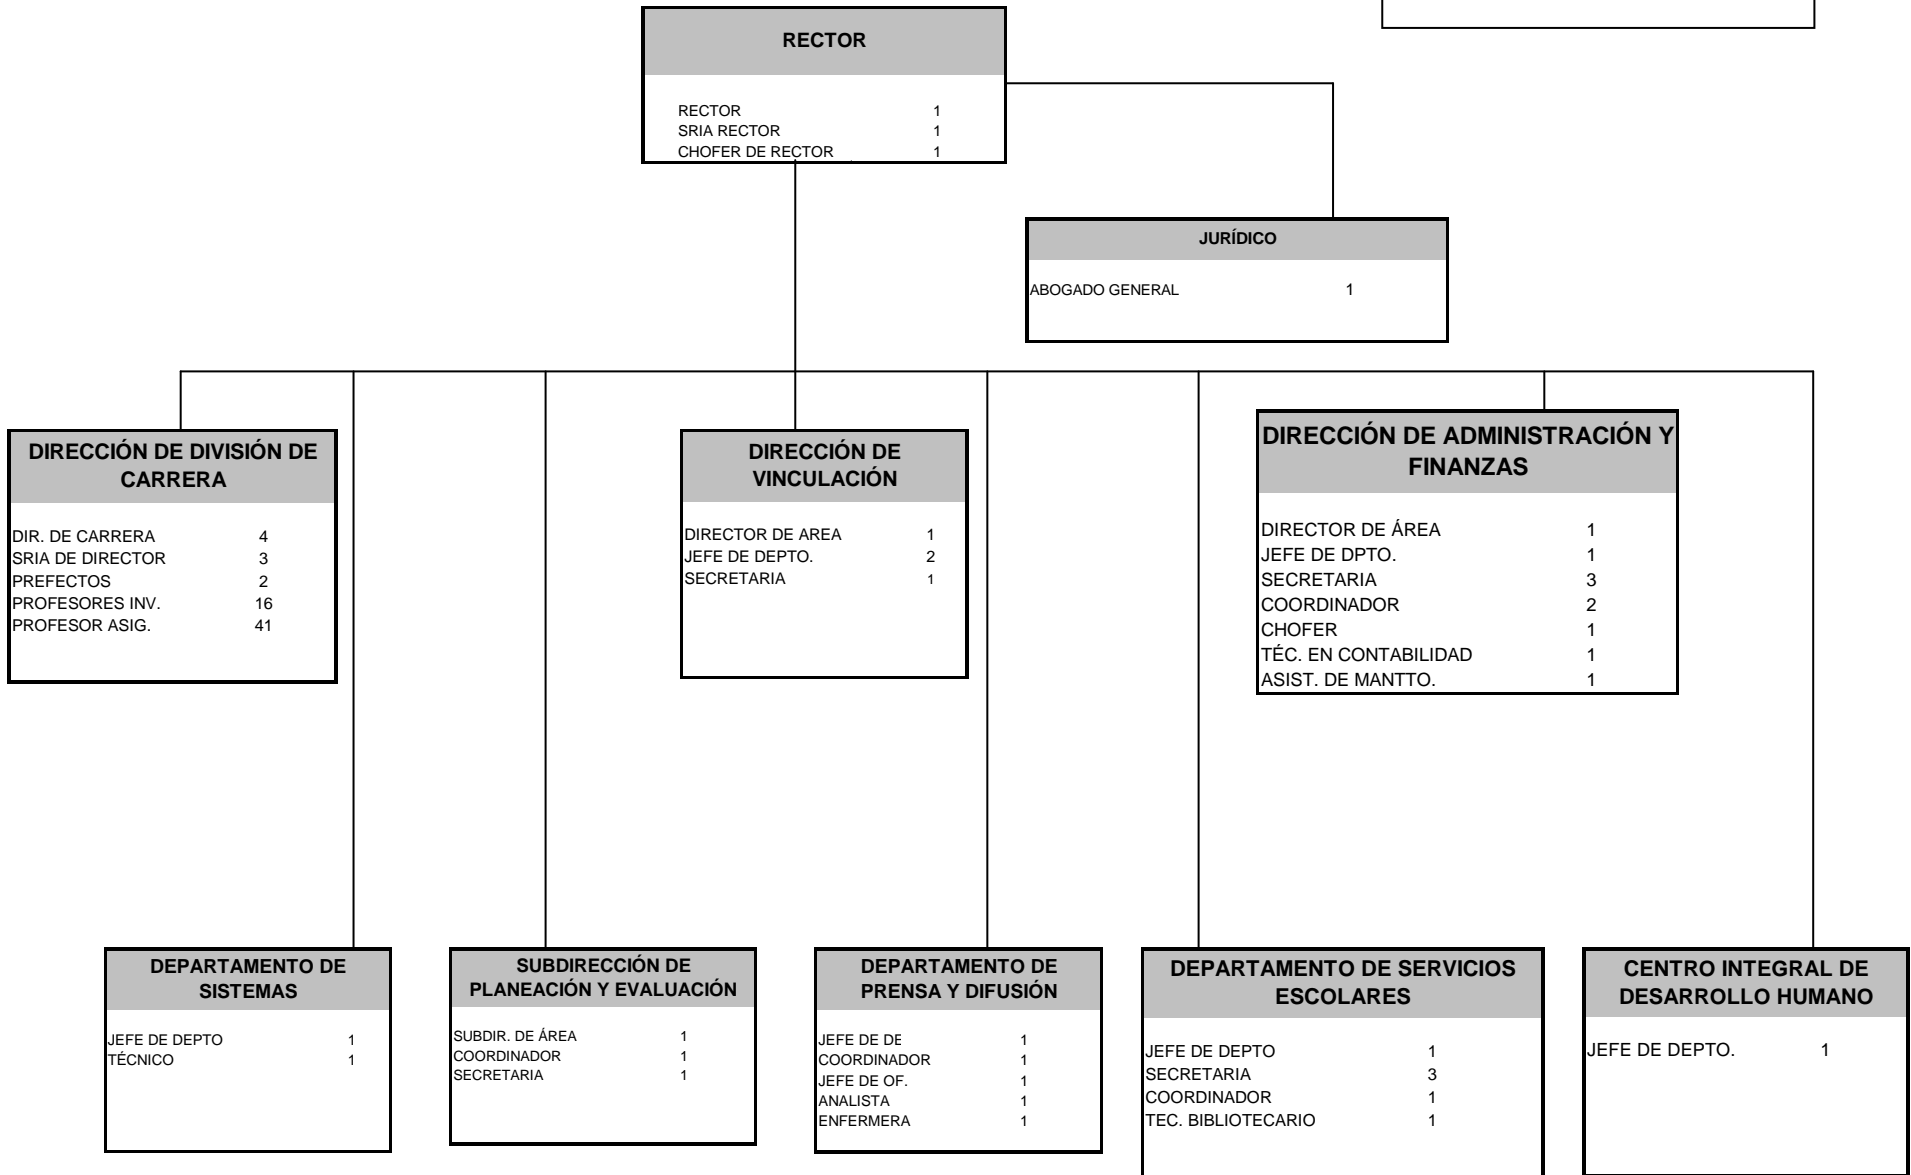 RECTOR
RECTOR 1
SRIA RECTOR 1
CHOFER DE RECTOR 1
JURÍDICO
ABOGADO GENERAL 1
DIRECCIÓN DE DIVISIÓN DE
CARRERA
DIR. DE CARRERA 4
SRIA DE DIRECTOR 3
PREFECTOS 2
PROFESORES INV. 16
PROFESOR ASIG. 41
DIRECCIÓN DE
VINCULACIÓN
DIRECTOR DE AREA 1
JEFE DE DEPTO. 2
SECRETARIA 1
DIRECCIÓN DE ADMINISTRACIÓN Y
FINANZAS
DIRECTOR DE ÁREA 1
JEFE DE DPTO. 1
SECRETARIA 3
COORDINADOR 2
CHOFER 1
TÉC. EN CONTABILIDAD 1
ASIST. DE MANTTO. 1
DEPARTAMENTO DE
SISTEMAS
JEFE DE DEPTO 1
TÉCNICO 1
SUBDIRECCIÓN DE
PLANEACIÓN Y EVALUACIÓN
SUBDIR. DE ÁREA 1
COORDINADOR 1
SECRETARIA 1
DEPARTAMENTO DE
PRENSA Y DIFUSIÓN
JEFE DE DE 1
COORDINADOR 1
JEFE DE OF. 1
ANALISTA 1
ENFERMERA 1
DEPARTAMENTO DE SERVICIOS
ESCOLARES
JEFE DE DEPTO 1
SECRETARIA 3
COORDINADOR 1
TEC. BIBLIOTECARIO 1
CENTRO INTEGRAL DE
DESARROLLO HUMANO
JEFE DE DEPTO. 1